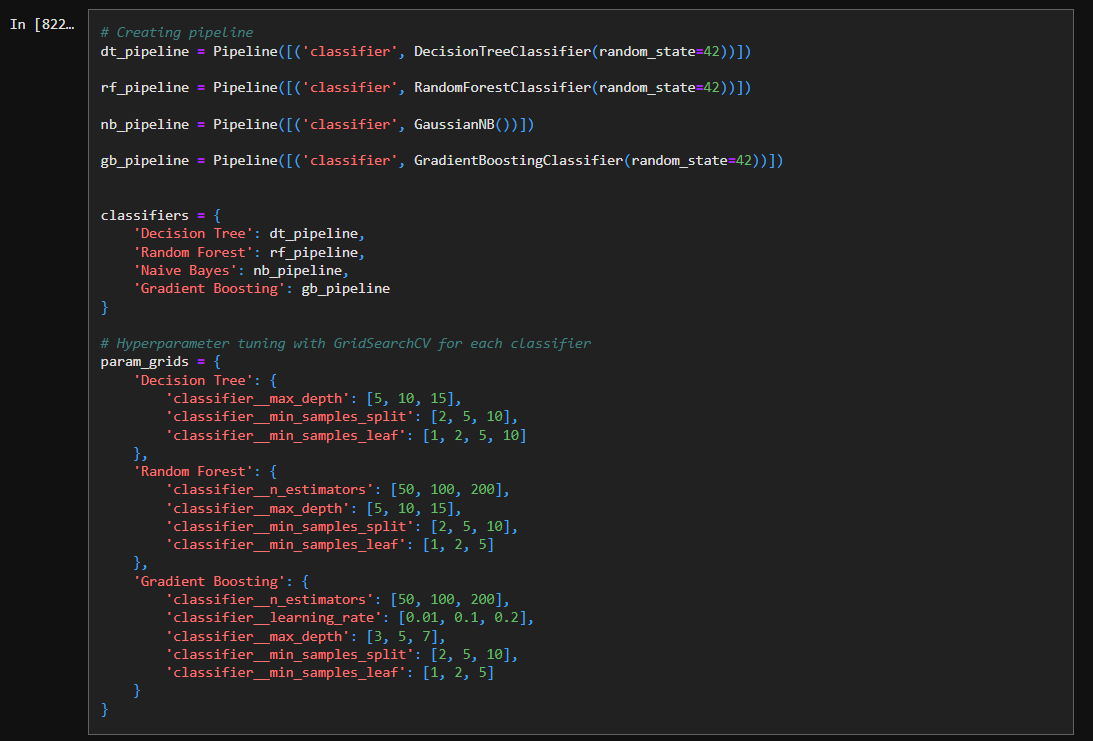 In [822…
# Creating pipeline
dt_pipeline = Pipeline([('classifier', DecisionTreeClassifier(random_state=42))])
rf_pipeline = Pipeline([('classifier', RandomForestClassifier(random_state=42))])
nb_pipeline = Pipeline([('classifier', GaussianNB())])
gb_pipeline = Pipeline([('classifier', GradientBoostingClassifier(random_state=42))])
classifiers = {
    'Decision Tree': dt_pipeline,
    'Random Forest': rf_pipeline,
    'Naive Bayes': nb_pipeline,
    'Gradient Boosting': gb_pipeline
}
# Hyperparameter tuning with GridSearchCV for each classifier
param_grids = {
    'Decision Tree': {
        'classifier__max_depth': [5, 10, 15],
        'classifier__min_samples_split': [2, 5, 10],
        'classifier__min_samples_leaf': [1, 2, 5, 10]
    },
    'Random Forest': {
        'classifier__n_estimators': [50, 100, 200],
        'classifier__max_depth': [5, 10, 15],
        'classifier__min_samples_split': [2, 5, 10],
        'classifier__min_samples_leaf': [1, 2, 5]
    },
    'Gradient Boosting': {
        'classifier__n_estimators': [50, 100, 200],
        'classifier__learning_rate': [0.01, 0.1, 0.2],
        'classifier__max_depth': [3, 5, 7],
        'classifier__min_samples_split': [2, 5, 10],
        'classifier__min_samples_leaf': [1, 2, 5]
    }
}